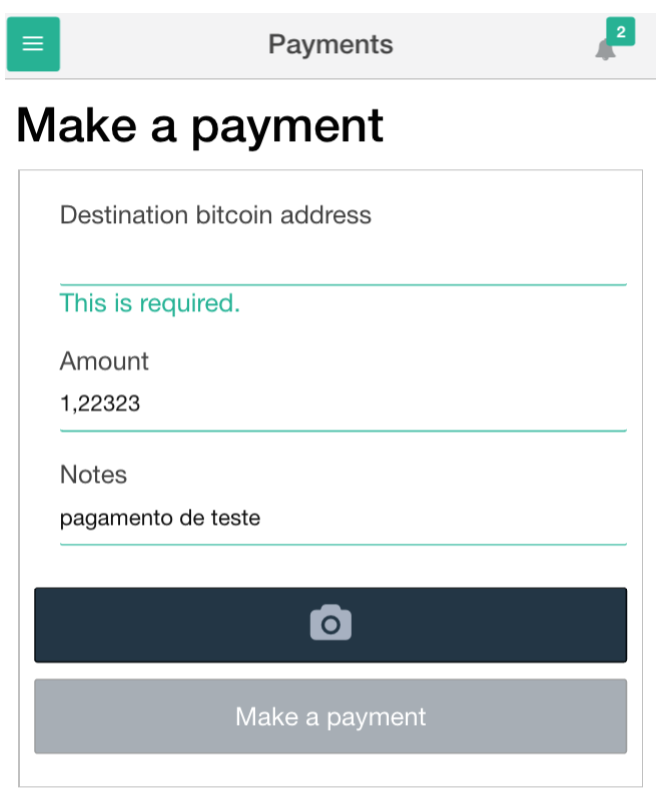 Payments
2
Make a payment
Destination bitcoin address
This is required.
Amount
1,22323
Notes
pagamento de teste
Make a payment